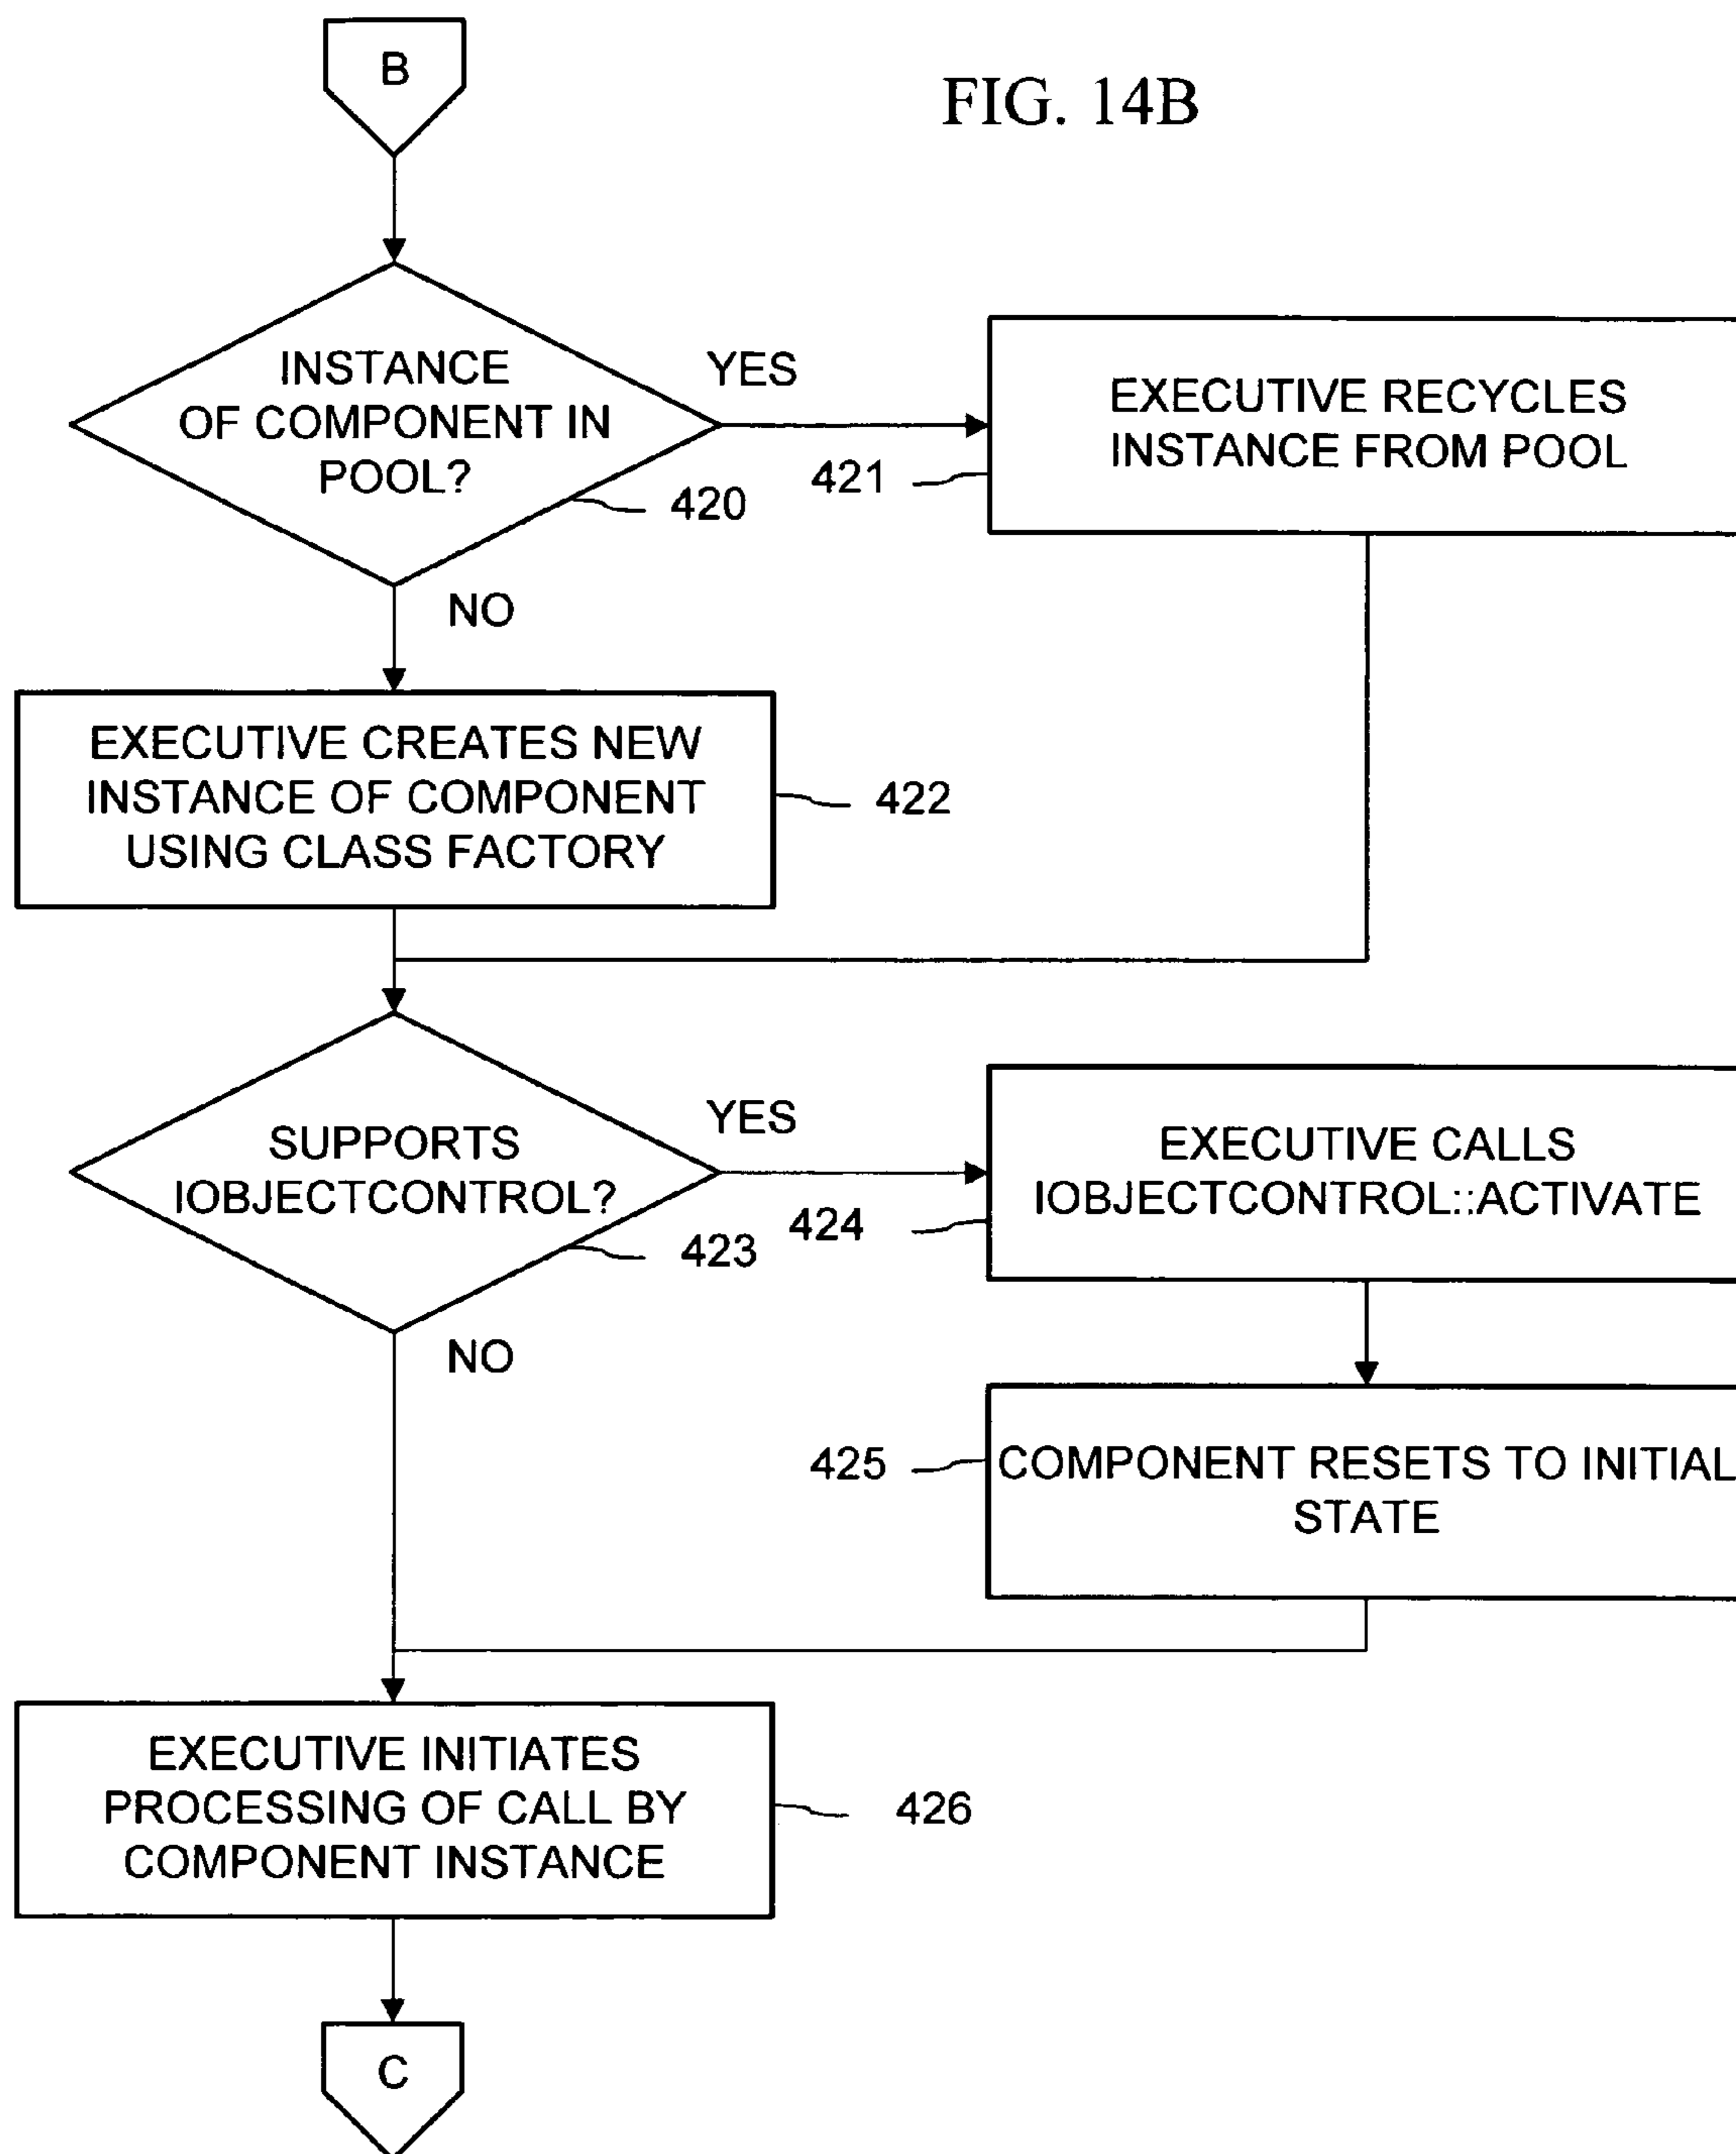 B
FIG. 14B
INSTANCE
OF COMPONENT IN
POOL?
YES
420
421
EXECUTIVE RECYCLES
INSTANCE FROM POOL
NO
EXECUTIVE CREATES NEW
INSTANCE OF COMPONENT
USING CLASS FACTORY
422
SUPPORTS
IOBJECTCONTROL?
YES
423
424
EXECUTIVE CALLS
IOBJECTCONTROL::ACTIVATE
NO
425
COMPONENT RESETS TO INITIAL
STATE
EXECUTIVE INITIATES
PROCESSING OF CALL BY
COMPONENT INSTANCE
426
C